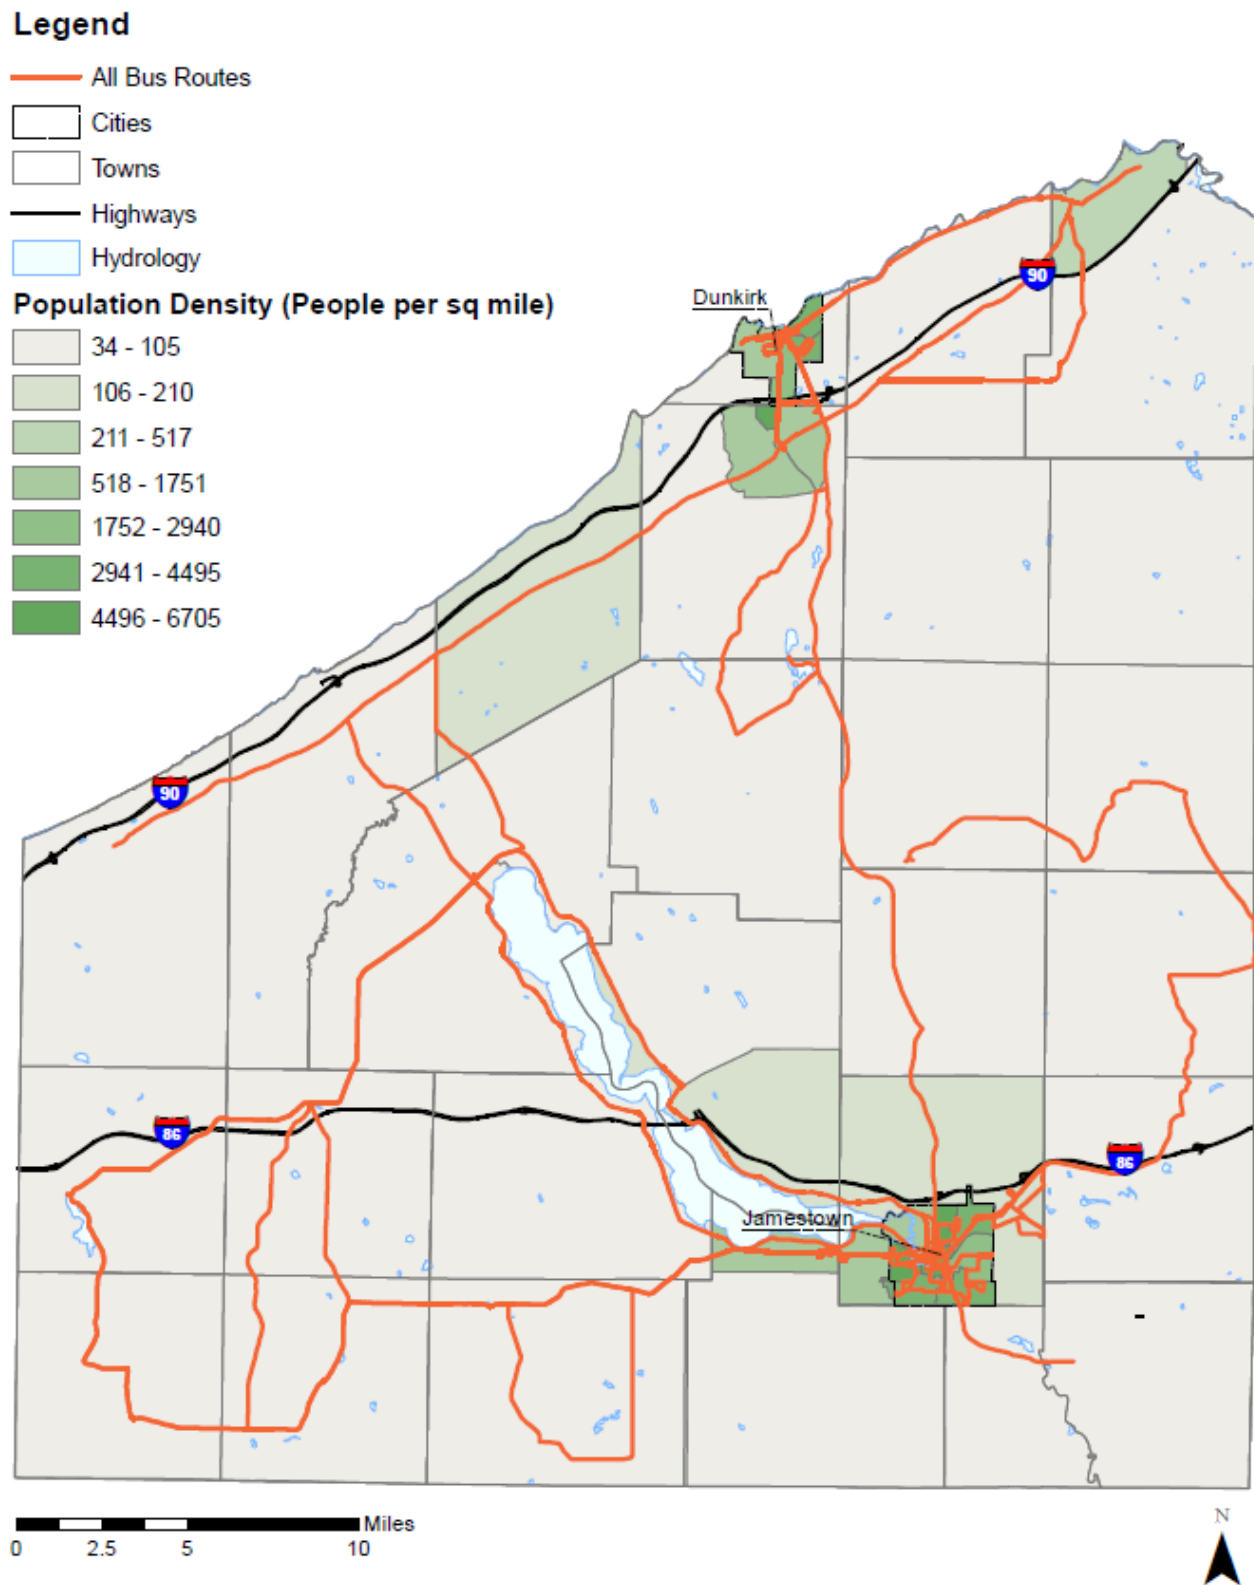 Legend
All Bus Routes
Cities
Towns
Highways
Hydrology
Population Density (People per sq mile)
34 - 105
106 - 210
211 - 517
518 - 1751
1752 - 2940
2941 - 4495
4496 - 6705
90
Dunkirk
90
86
86
Jamestown
Miles
0 2.5 5 10
N